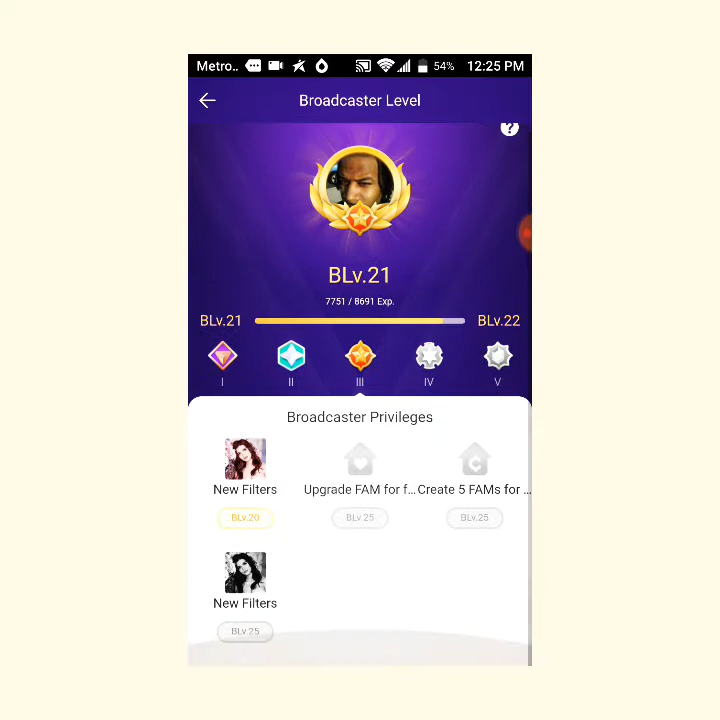 Metro.. 54% 12:25 PM
Broadcaster Level
?
BLv.21
7751 / 8691 Exp.
BLv.21 BLv.22
I II III IV V
Broadcaster Privileges
New Filters Upgrade FAM for f... Create 5 FAMs for ...
BLv.20 BLv.25 BLv.25
New Filters
BLv.25